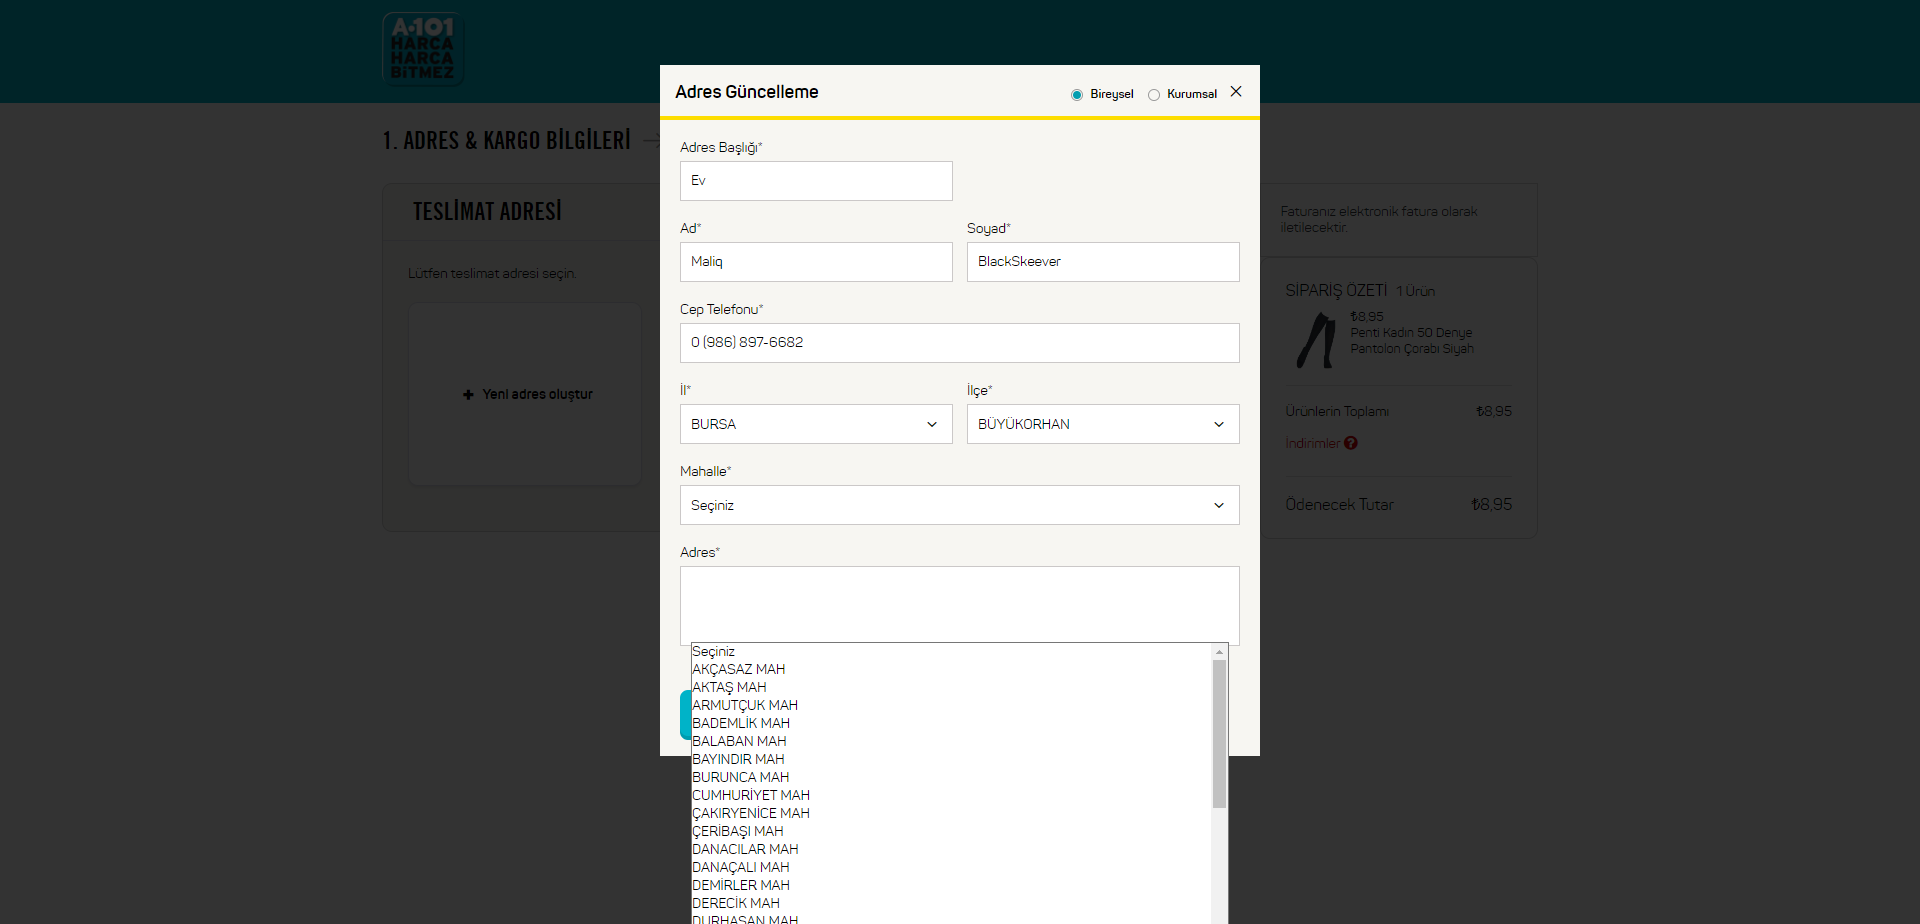 A101
HARCA
HARCA
BİTMEZ
1. ADRES & KARGO BİLGİLERİ
TESLİMAT ADRESİ
Lütfen teslimat adresi seçin.
Yeni adres oluştur
Adres Güncelleme
Bireysel
Kurumsal
Adres Başlığı*
Ev
Ad*
Soyad*
Maliq
BlackSkeever
Cep Telefonu*
0 (986) 897-6682
İl*
İlçe*
BURSA
BÜYÜKORHAN
Mahalle*
Seçiniz
Adres*
Seçiniz
AKÇASAZ MAH
AKTAŞ MAH
ARMUTÇUK MAH
BADEMLİK MAH
BALABAN MAH
BAYINDIR MAH
BURUNCA MAH
CUMHURİYET MAH
ÇAKIRYENİCE MAH
ÇERİBAŞI MAH
DANACILAR MAH
DANAÇALI MAH
DEMİRLER MAH
DERECİK MAH
DURHASAN MAH
Faturanız elektronik fatura olarak
iletilecektir.
SİPARİŞ ÖZETİ 1 Ürün
₺8,95
Penti Kadın 50 Denye
Pantolon Çorabı Siyah
Ürünlerin Toplamı ₺8,95
İndirimler ?
Ödenecek Tutar ₺8,95